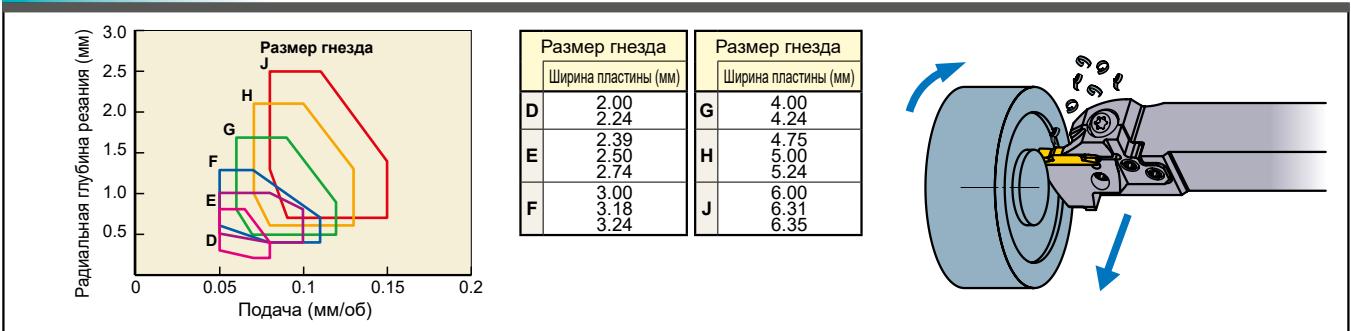 Радиальная глубина резания (мм)
3.0
2.5
2.0
1.5
1.0
0.5
0
0.05
0.1
0.15
0.2
Подача (мм/об)
Размер гнезда
J
H
G
F
E
D
Размер гнезда
Ширина пластины (мм)
D
2.00
2.24
E
2.39
2.50
2.74
F
3.00
3.18
3.24
Размер гнезда
Ширина пластины (мм)
G
4.00
4.24
H
4.75
5.00
5.24
J
6.00
6.31
6.35